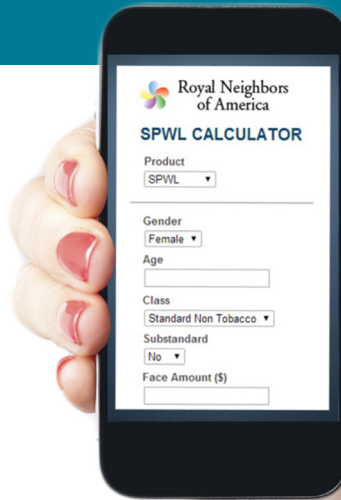 Royal Neighbors
of America
SPWL CALCULATOR
Product
SPWL
Gender
Female
Age
Class
Standard Non Tobacco
Substandard
No
Face Amount ($)